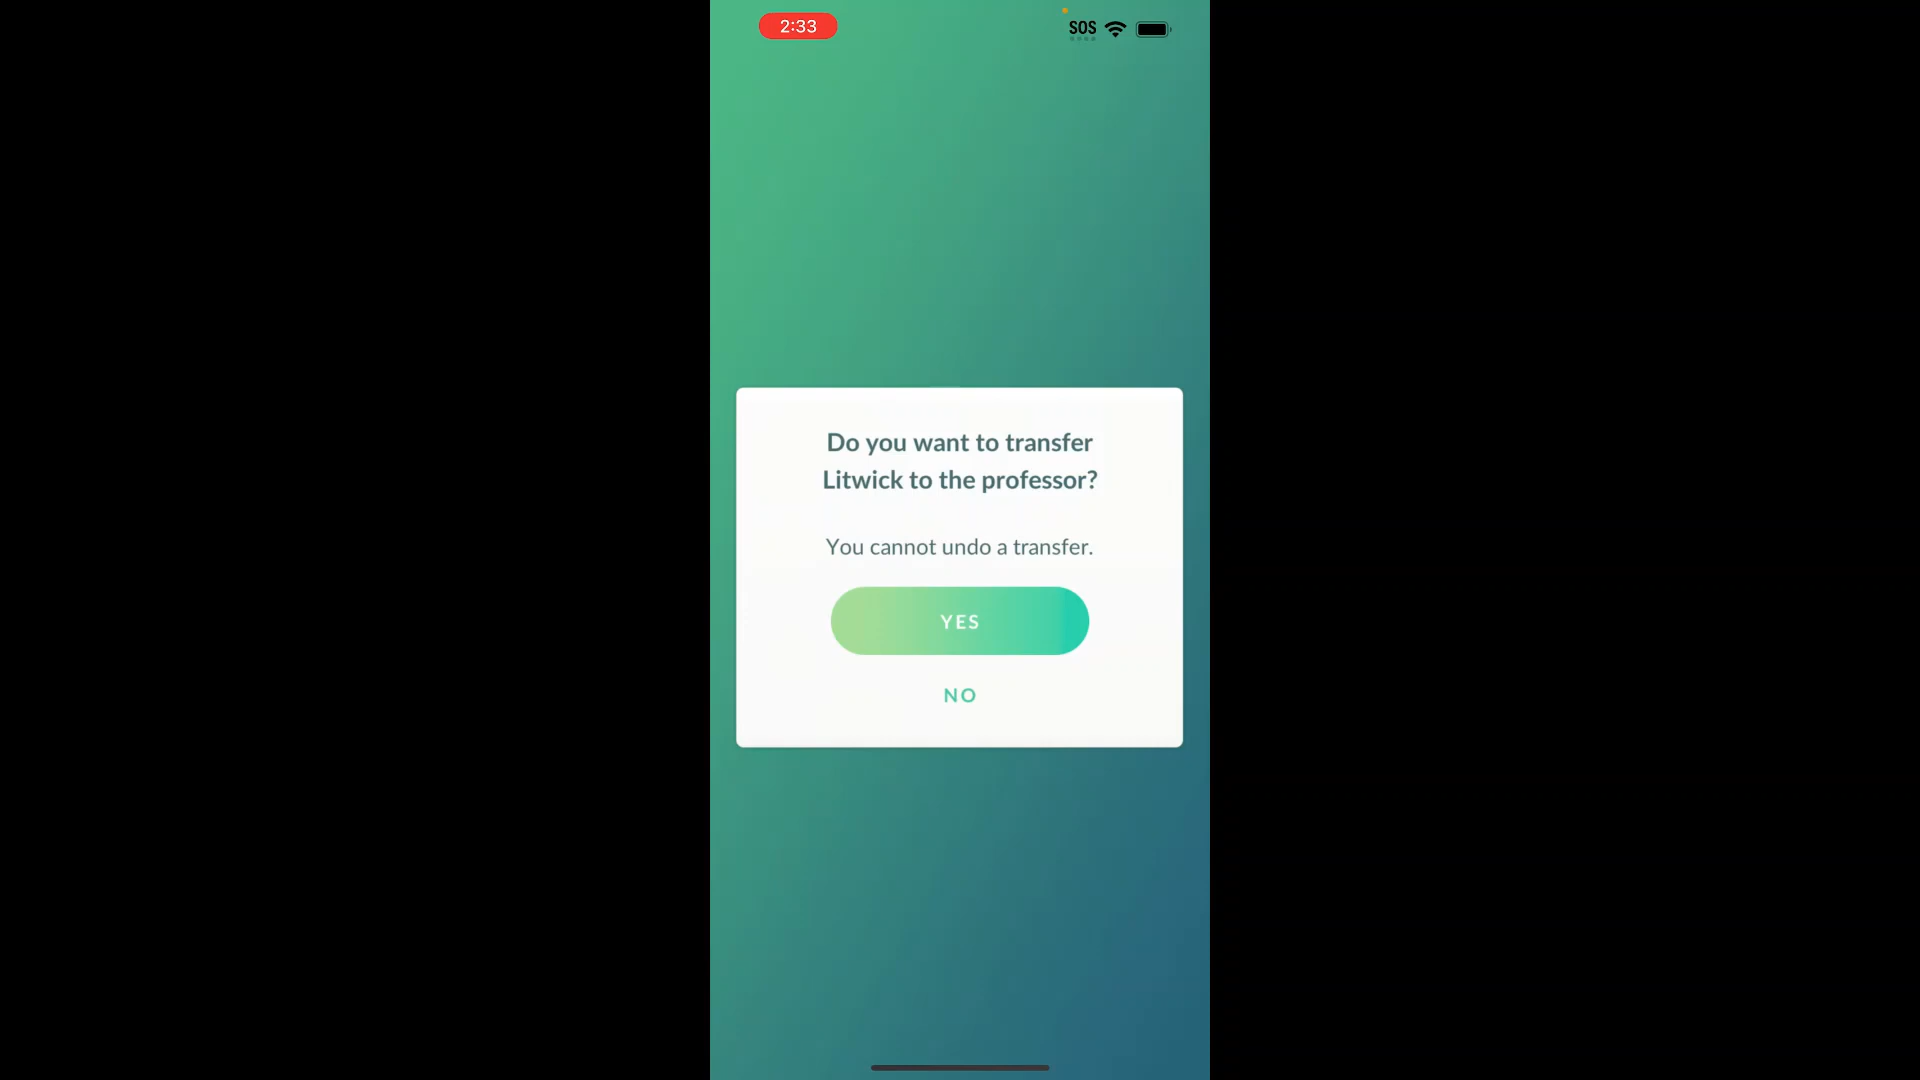 2:33
SOS
Do you want to transfer
Litwick to the professor?
You cannot undo a transfer.
YES
NO